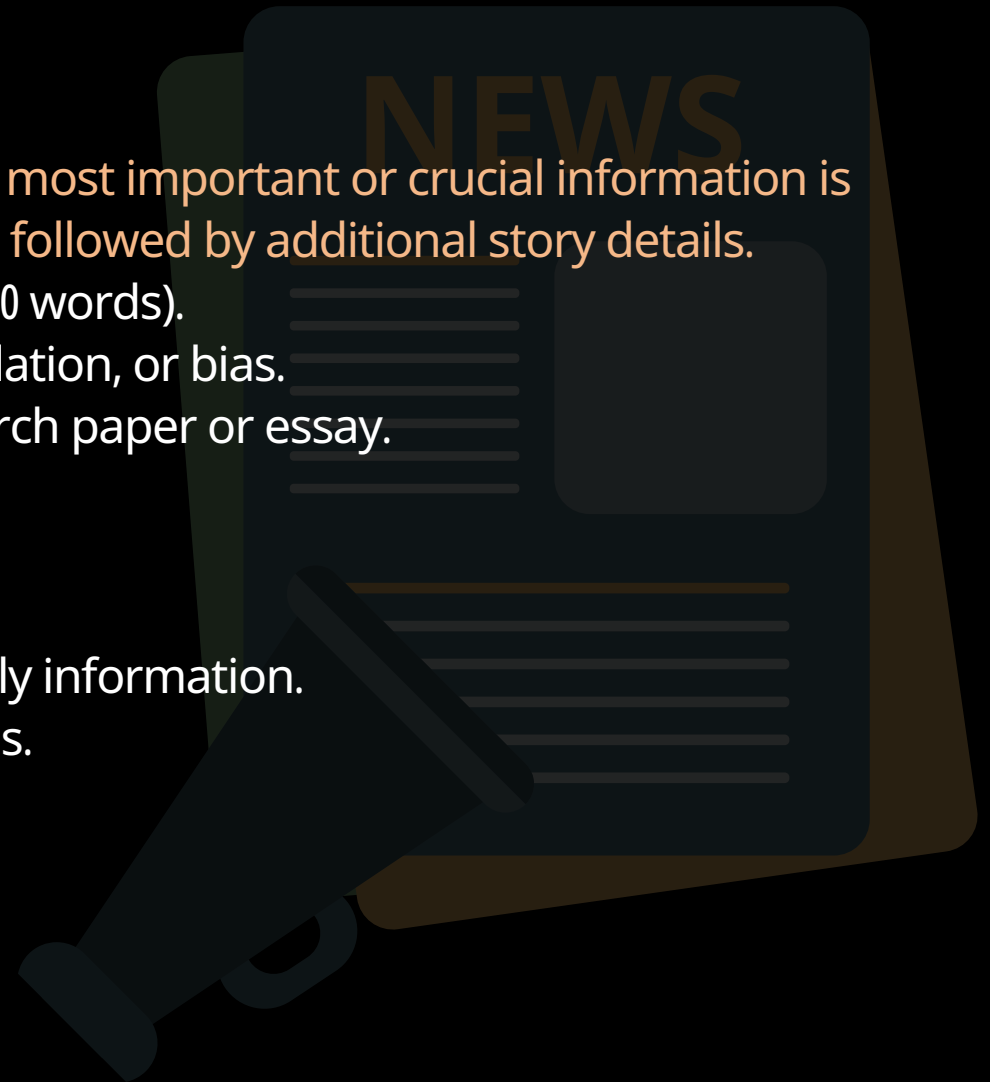 NEWS
most important or crucial information is
followed by additional story details.
0 words).
lation, or bias.
rch paper or essay.
ly information.
s.